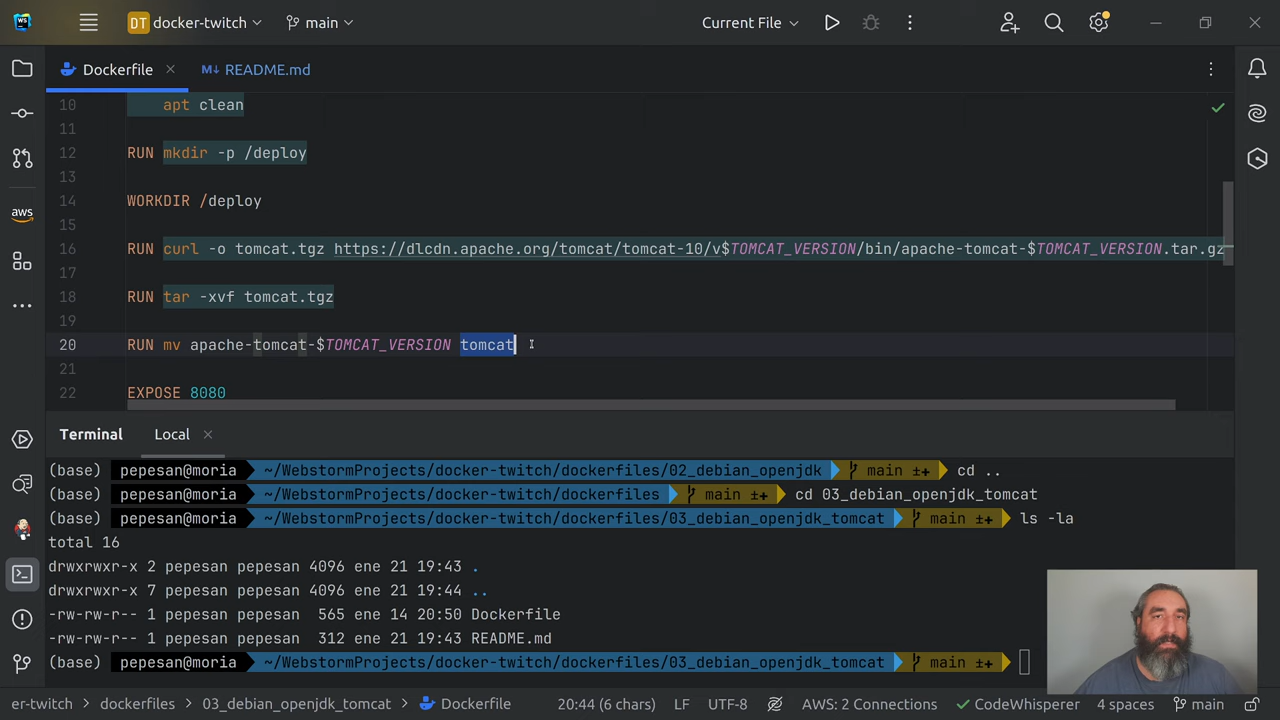 WS
DT docker-twitch main Current File
Dockerfile README.md
10 apt clean
11
12 RUN mkdir -p /deploy
13
14 WORKDIR /deploy
15
16 RUN curl -o tomcat.tgz https://dlcdn.apache.org/tomcat/tomcat-10/v$TOMCAT_VERSION/bin/apache-tomcat-$TOMCAT_VERSION.tar.gz
17
18 RUN tar -xvf tomcat.tgz
19
20 RUN mv apache-tomcat-$TOMCAT_VERSION tomcat
21
22 EXPOSE 8080
aws
Terminal Local
(base) pepesan@moria ~/WebstormProjects/docker-twitch/dockerfiles/02_debian_openjdk main ±+ cd ..
(base) pepesan@moria ~/WebstormProjects/docker-twitch/dockerfiles main ±+ cd 03_debian_openjdk_tomcat
(base) pepesan@moria ~/WebstormProjects/docker-twitch/dockerfiles/03_debian_openjdk_tomcat main ±+ ls -la
total 16
drwxrwxr-x 2 pepesan pepesan 4096 ene 21 19:43 .
drwxrwxr-x 7 pepesan pepesan 4096 ene 21 19:44 ..
-rw-rw-r-- 1 pepesan pepesan 565 ene 14 20:50 Dockerfile
-rw-rw-r-- 1 pepesan pepesan 312 ene 21 19:43 README.md
(base) pepesan@moria ~/WebstormProjects/docker-twitch/dockerfiles/03_debian_openjdk_tomcat main ±+
er-twitch dockerfiles 03_debian_openjdk_tomcat Dockerfile 20:44 (6 chars) LF UTF-8 AWS: 2 Connections CodeWhisperer 4 spaces main